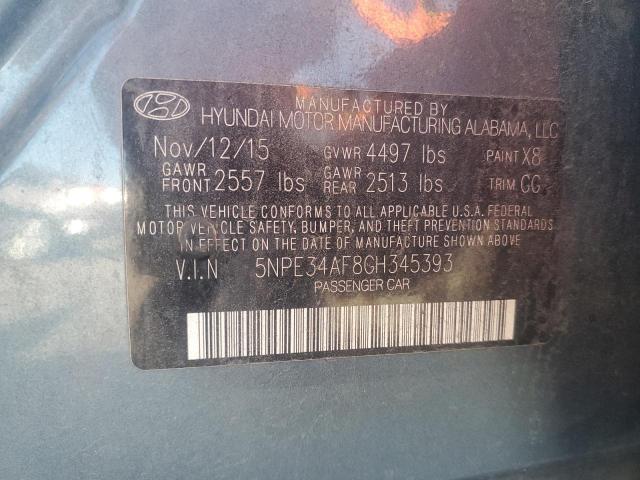 MANUFACTURED BY
HYUNDAI MOTOR MANUFACTURING ALABAMA, LLC
Nov/12/15 GVWR 4497 lbs PAINT X8
GAWR FRONT 2557 lbs GAWR REAR 2513 lbs TRIM GG
THIS VEHICLE CONFORMS TO ALL APPLICABLE U.S.A. FEDERAL
MOTOR VEHICLE SAFETY, BUMPER, AND THEFT PREVENTION STANDARDS
IN EFFECT ON THE DATE OF MANUFACTURE SHOWN ABOVE.
V.I.N 5NPE34AF8GH345393
PASSENGER CAR